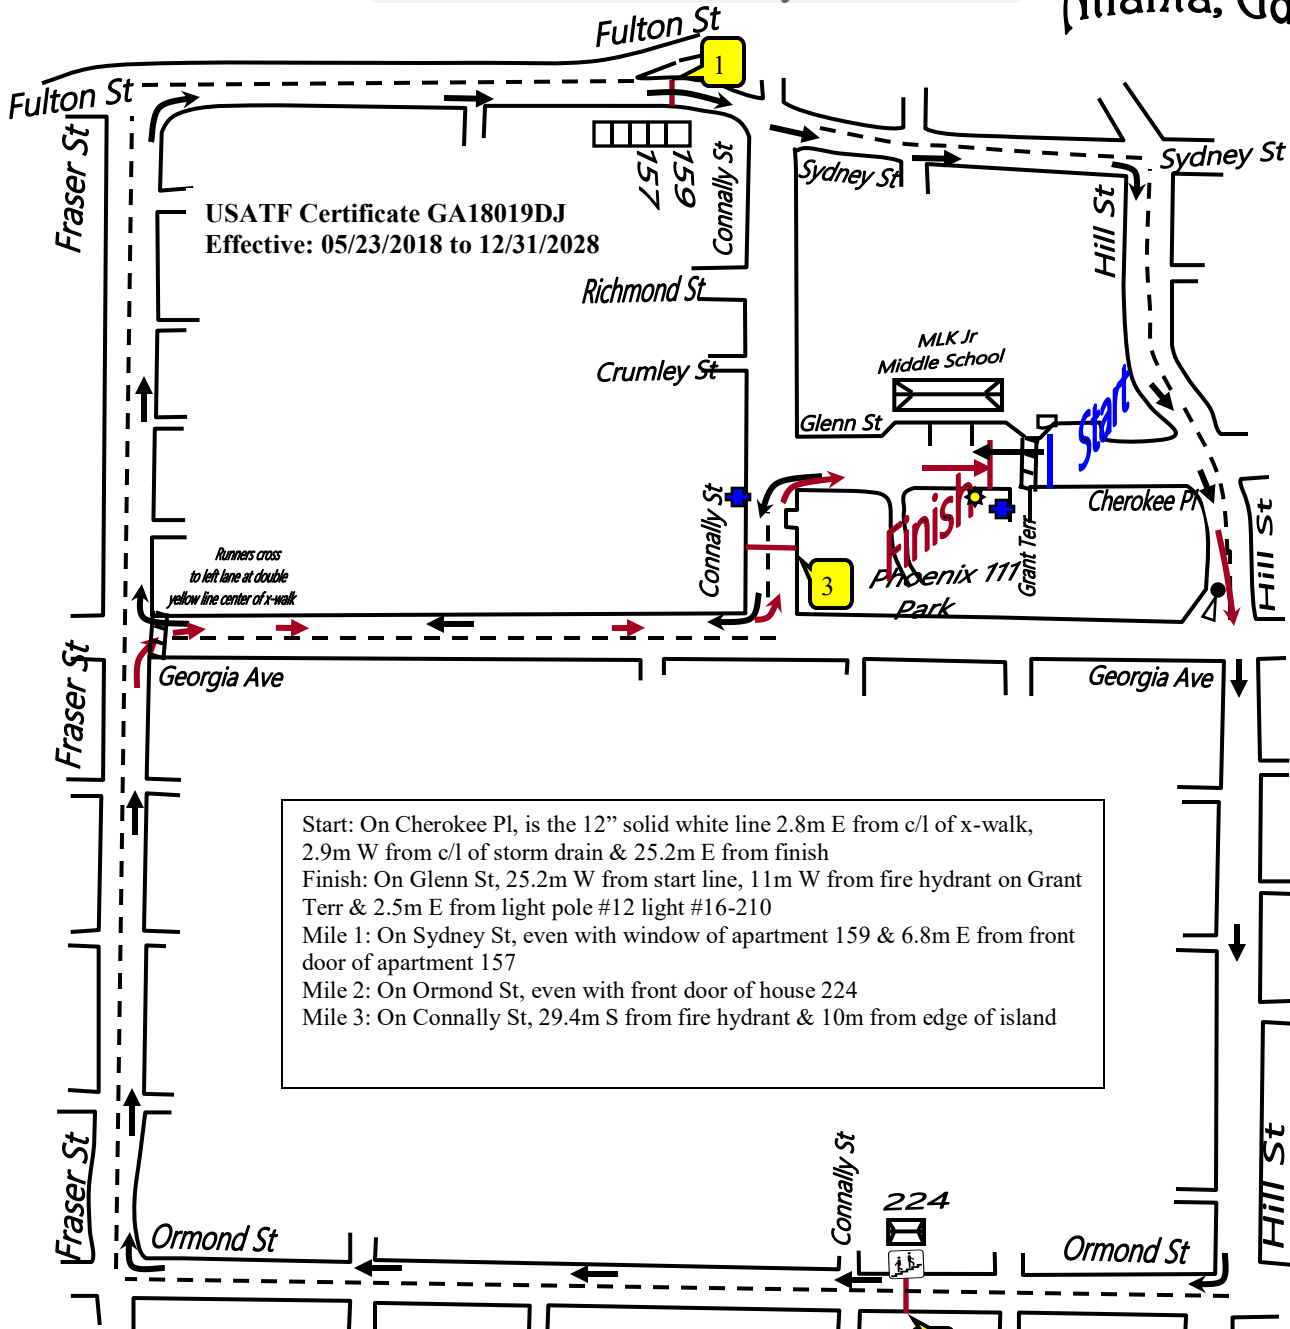 Atlanta, Ga
Fulton St
1
Fulton St
Fraser St
157
159
Connally St
Sydney St
Sydney St
Hill St
USATF Certificate GA18019DJ
Effective: 05/23/2018 to 12/31/2028
Richmond St
Crumley St
MLK Jr
Middle School
Glenn St
Start
Finish
Cherokee Pl
Connally St
Grant Terr
Hill St
Runners cross
to left lane at double
yellow line center of x-walk
3
Phoenix 111
Park
Fraser St
Georgia Ave
Georgia Ave
Start: On Cherokee Pl, is the 12” solid white line 2.8m E from c/l of x-walk,
2.9m W from c/l of storm drain & 25.2m E from finish
Finish: On Glenn St, 25.2m W from start line, 11m W from fire hydrant on Grant
Terr & 2.5m E from light pole #12 light #16-210
Mile 1: On Sydney St, even with window of apartment 159 & 6.8m E from front
door of apartment 157
Mile 2: On Ormond St, even with front door of house 224
Mile 3: On Connally St, 29.4m S from fire hydrant & 10m from edge of island
Fraser St
Connally St
Hill St
224
Ormond St
Ormond St